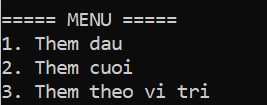 ===== MENU =====
1. Them dau
2. Them cuoi
3. Them theo vi tri